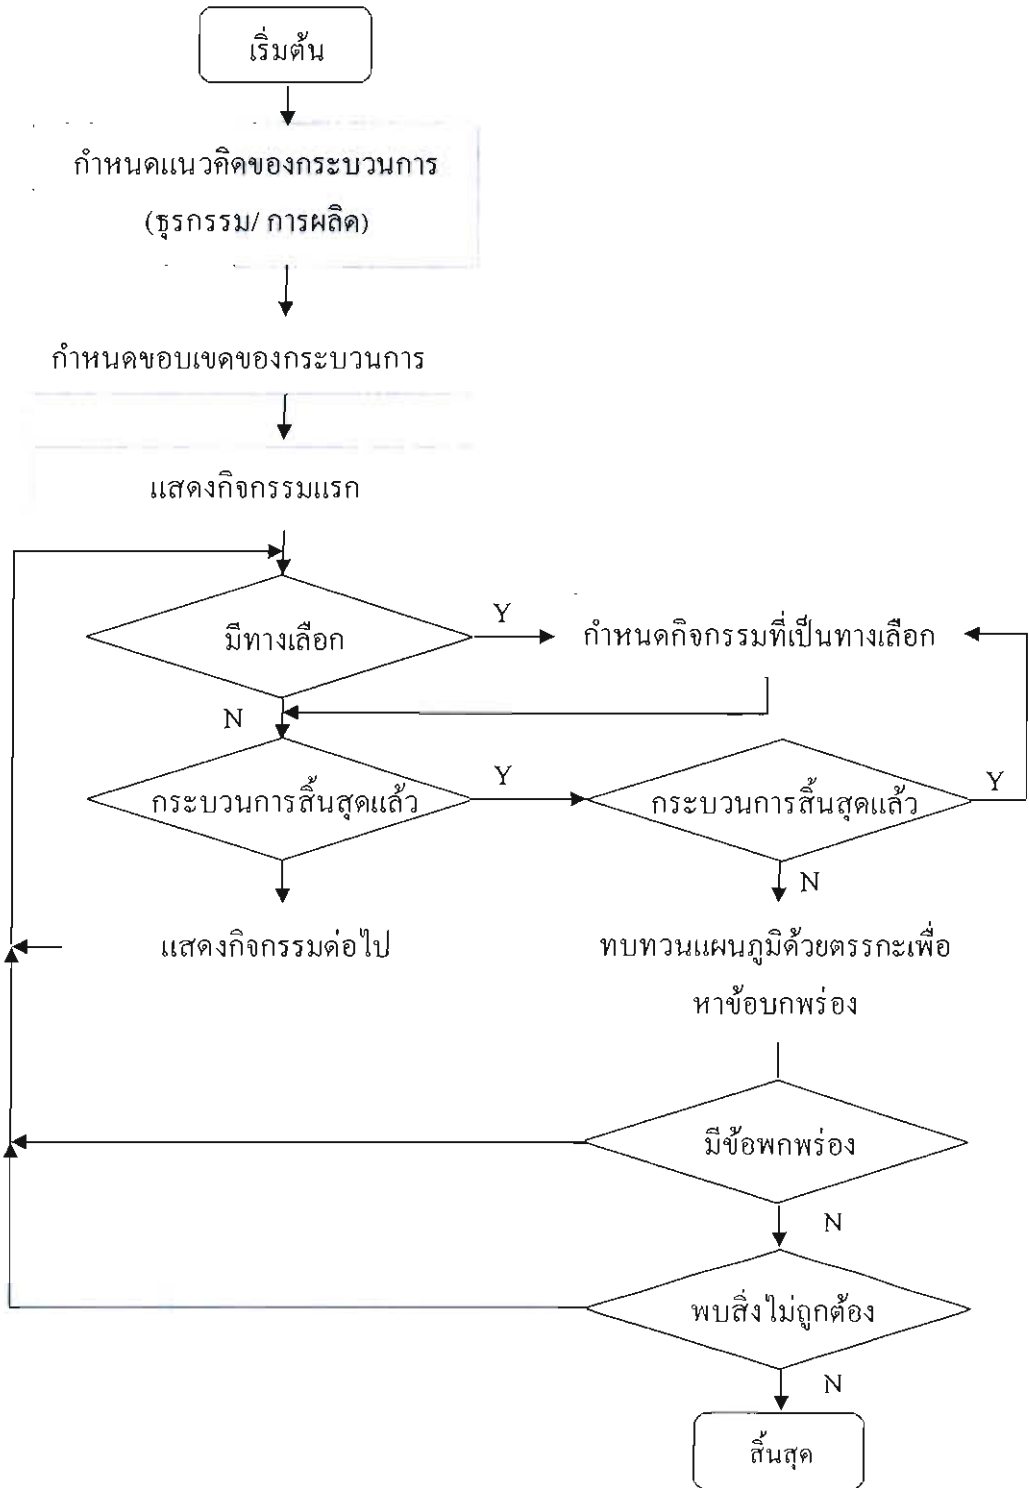 เริ่มต้น
กำหนดแนวคิดของกระบวนการ
(ธุรกรรม/ การผลิต)
กำหนดขอบเขตของกระบวนการ
แสดงกิจกรรมแรก
มีทางเลือก
Y
กำหนดกิจกรรมที่เป็นทางเลือก
N
กระบวนการสิ้นสุดแล้ว
Y
กระบวนการสิ้นสุดแล้ว
Y
N
แสดงกิจกรรมต่อไป
ทบทวนแผนภูมิด้วยตรรกะเพื่อ
หาข้อบกพร่อง
มีข้อพกพร่อง
N
พบสิ่งไม่ถูกต้อง
N
สิ้นสุด